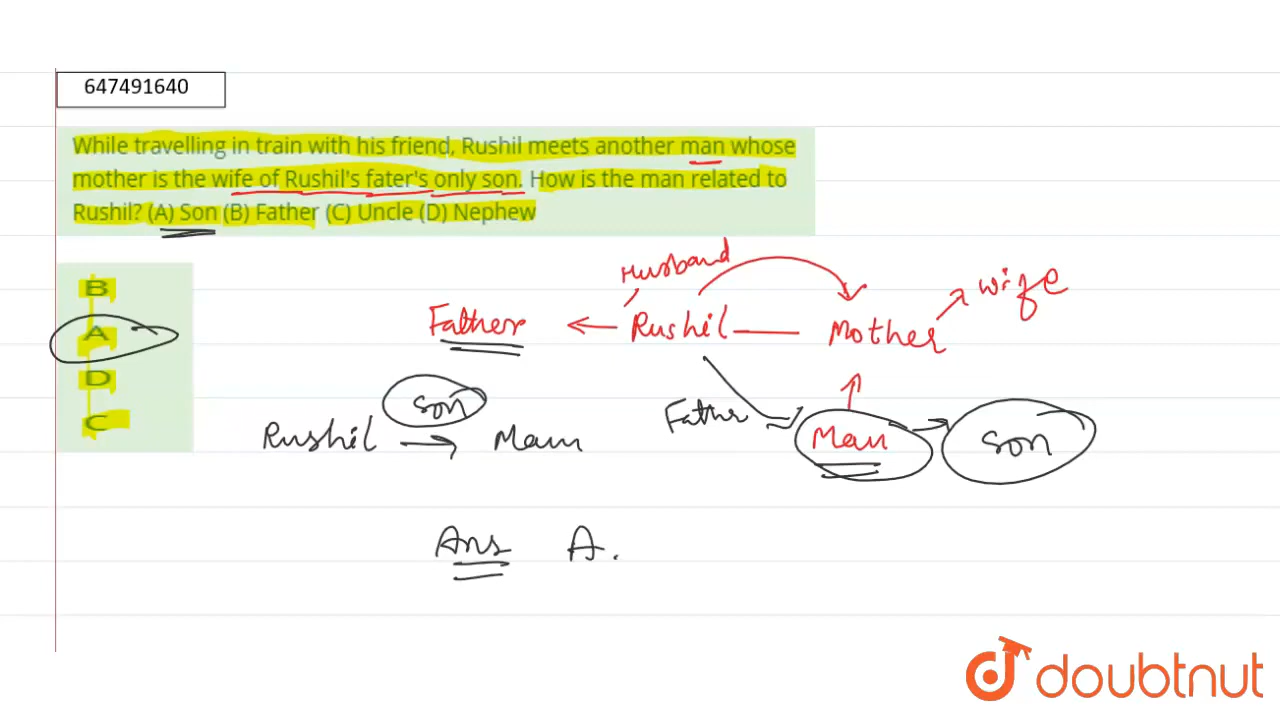 647491640
While travelling in train with his friend, Rushil meets another man whose
mother is the wife of Rushil's fater's only son. How is the man related to
Rushil? (A) Son (B) Father (C) Uncle (D) Nephew
B
A
D
C
Husband
wife
Father Rushil Mother
son
Father
Rushil Man
Man son
Ans A.
doubtnut